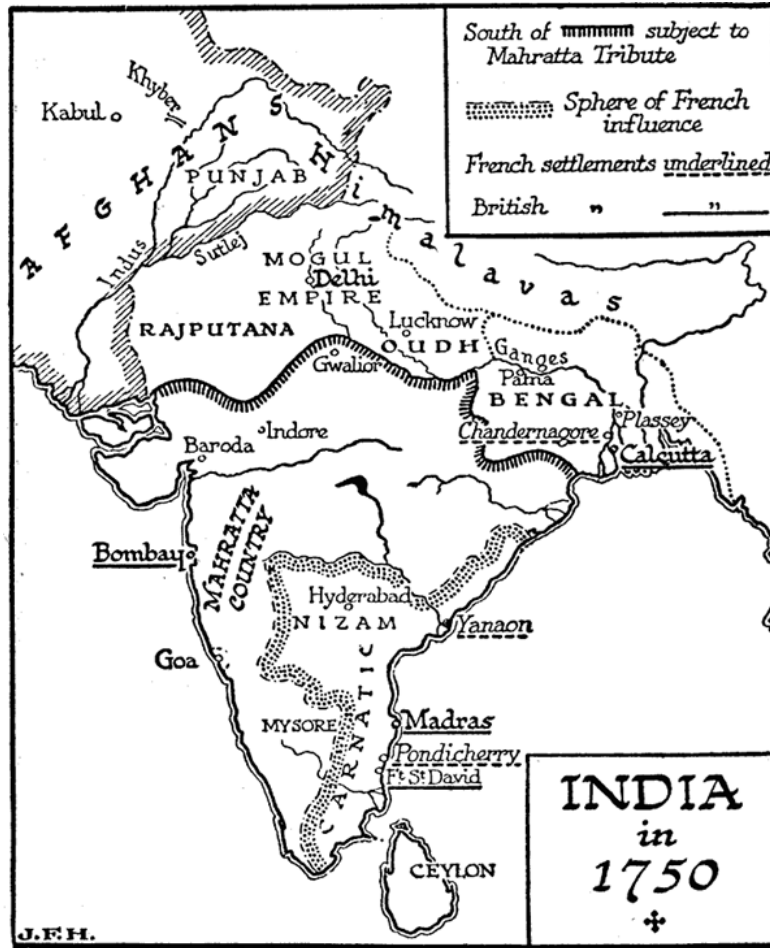 South of subject to
Mahratta Tribute
Sphere of French
influence
French settlements underlined
British " "
Kabul
Khyber
AFGHANS
PUNJAB
Himalayas
Indus
Sutlej
MOGUL
EMPIRE
Delhi
RAJPUTANA
Lucknow
OUDH
Ganges
Gwalior
Patna
BENGAL
Plassey
Chandernagore
Calcutta
Indore
Baroda
MAHRATTA
COUNTRY
Bombay
Hyderabad
NIZAM
Yanaon
Goa
CARNATIC
MYSORE
Madras
Pondicherry
Ft. St David
CEYLON
INDIA
in
1750
J.F.H.